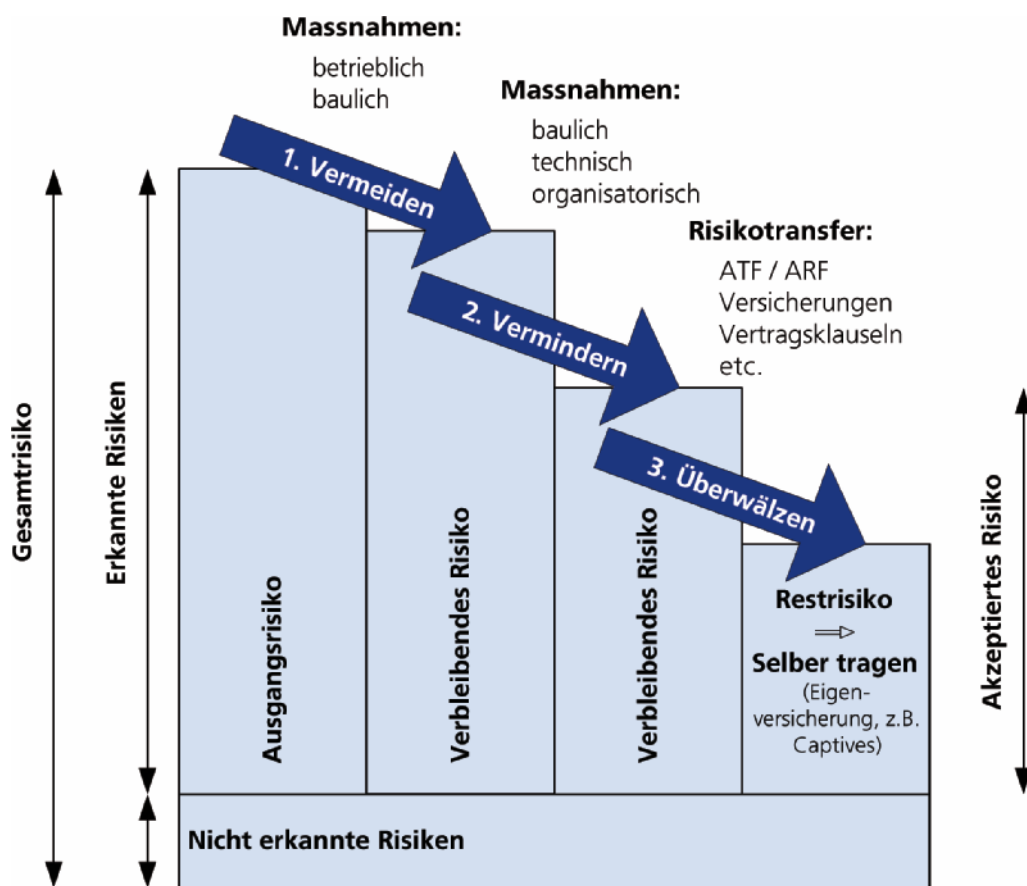 Massnahmen:
betrieblich
baulich
Massnahmen:
baulich
technisch
organisatorisch
Risikotransfer:
ATF / ARF
Versicherungen
Vertragsklauseln
etc.
1. Vermeiden
2. Vermindern
3. Überwälzen
Gesamtrisiko
Erkannte Risiken
Ausgangsrisiko
Verbleibendes Risiko
Verbleibendes Risiko
Restrisiko
⇒
Selber tragen
(Eigen-
versicherung, z.B.
Captives)
Akzeptiertes Risiko
Nicht erkannte Risiken